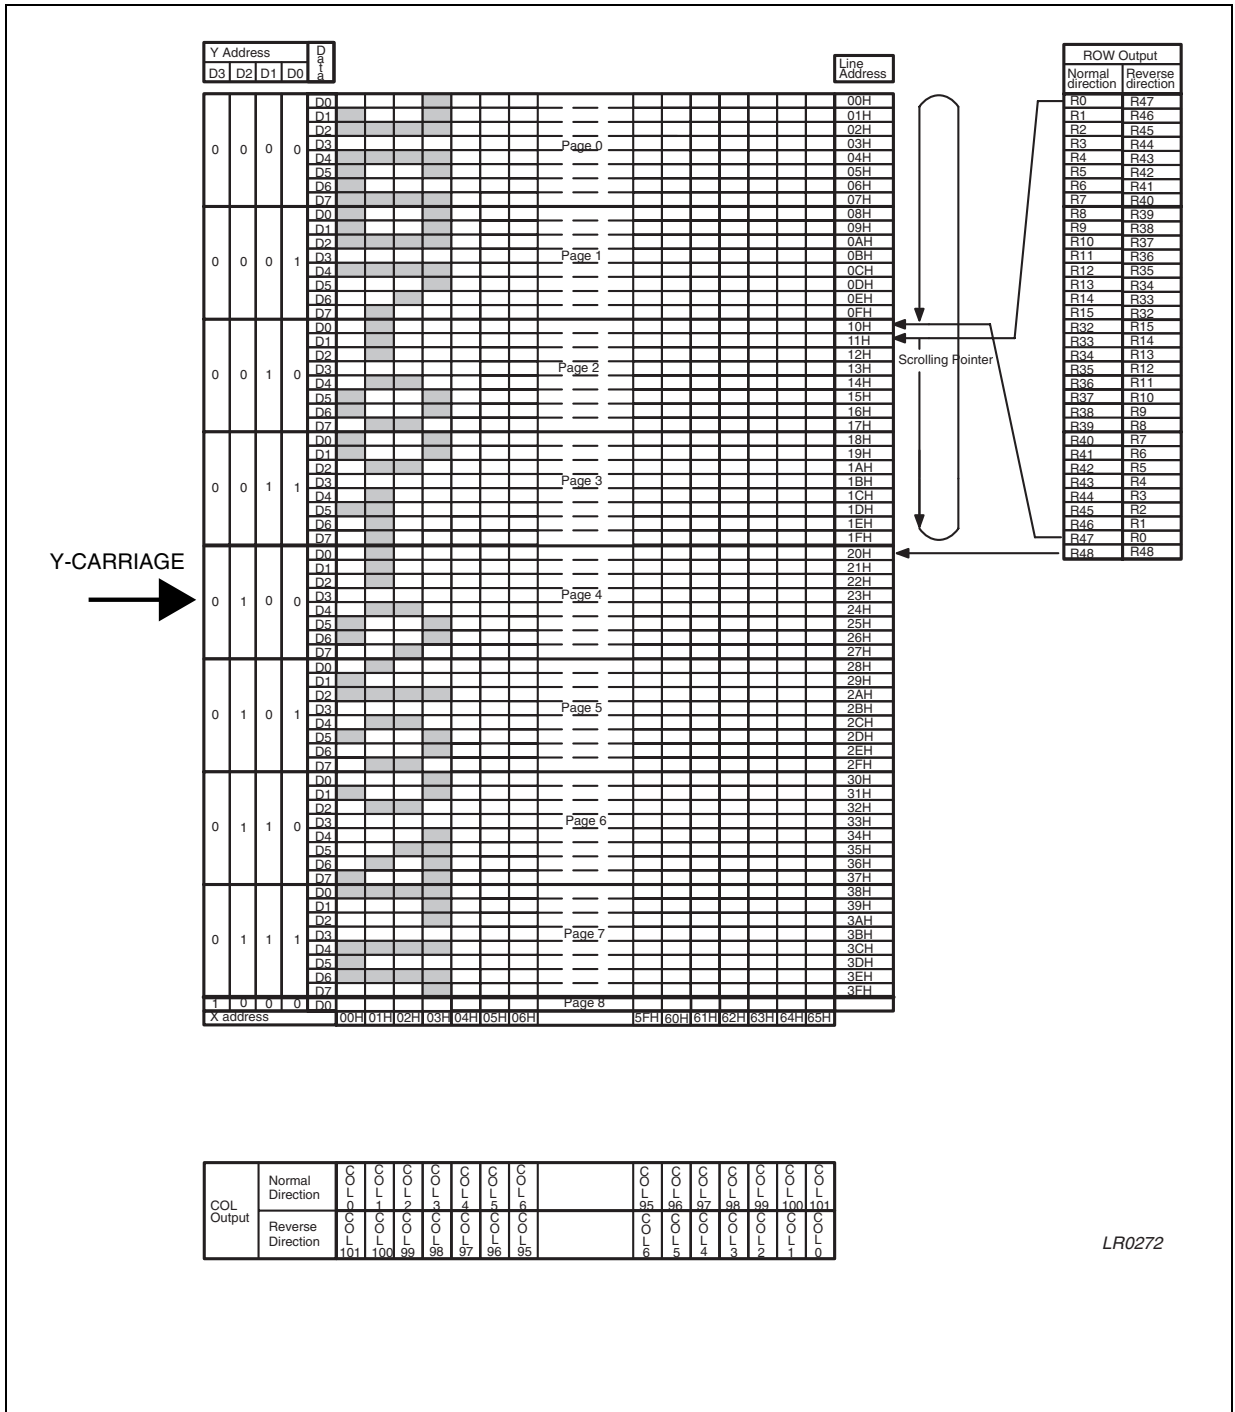 Y Address Data Line Address ROW Output
D3 D2 D1 D0 Normal direction Reverse direction
D0 00H R0 R47
D1 01H R1 R46
D2 02H R2 R45
0 0 0 0 D3 Page 0 03H R3 R44
D4 04H R4 R43
D5 05H R5 R42
D6 06H R6 R41
D7 07H R7 R40
D0 08H R8 R39
D1 09H R9 R38
D2 0AH R10 R37
0 0 0 1 D3 Page 1 0BH R11 R36
D4 0CH R12 R35
D5 0DH R13 R34
D6 0EH R14 R33
D7 0FH R15 R32
D0 10H R32 R15
D1 11H R33 R14
D2 12H Scrolling Pointer R34 R13
0 0 1 0 D3 Page 2 13H R35 R12
D4 14H R36 R11
D5 15H R37 R10
D6 16H R38 R9
D7 17H R39 R8
D0 18H R40 R7
D1 19H R41 R6
D2 1AH R42 R5
0 0 1 1 D3 Page 3 1BH R43 R4
D4 1CH R44 R3
D5 1DH R45 R2
D6 1EH R46 R1
D7 1FH R47 R0
D0 20H R48 R48
Y-CARRIAGE
D1 21H
D2 22H
0 1 0 0 D3 Page 4 23H
D4 24H
D5 25H
D6 26H
D7 27H
D0 28H
D1 29H
D2 2AH
0 1 0 1 D3 Page 5 2BH
D4 2CH
D5 2DH
D6 2EH
D7 2FH
D0 30H
D1 31H
D2 32H
0 1 1 0 D3 Page 6 33H
D4 34H
D5 35H
D6 36H
D7 37H
D0 38H
D1 39H
D2 3AH
0 1 1 1 D3 Page 7 3BH
D4 3CH
D5 3DH
D6 3EH
D7 3FH
1 0 0 0 D0 Page 8
X address 00H 01H 02H 03H 04H 05H 06H 5FH 60H 61H 62H 63H 64H 65H
COL Output
Normal Direction COL 0 COL 1 COL 2 COL 3 COL 4 COL 5 COL 6 COL 95 COL 96 COL 97 COL 98 COL 99 COL 100 COL 101
Reverse Direction COL 101 COL 100 COL 99 COL 98 COL 97 COL 96 COL 95 COL 6 COL 5 COL 4 COL 3 COL 2 COL 1 COL 0
LR0272